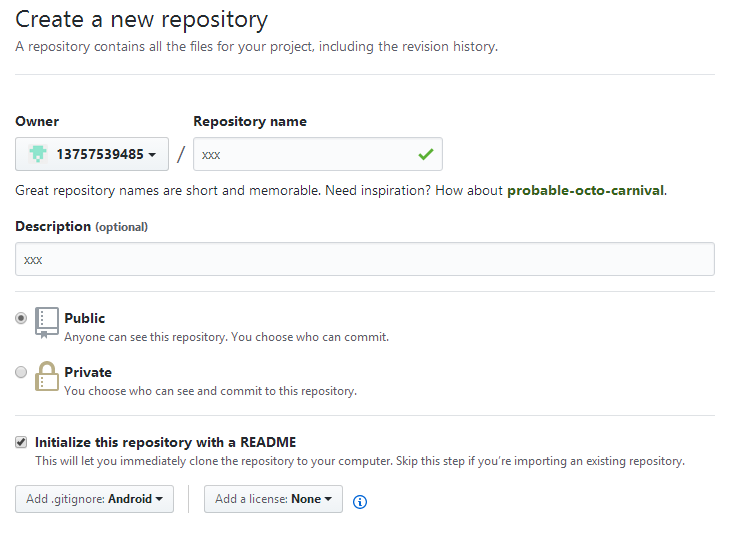 Create a new repository
A repository contains all the files for your project, including the revision history.
Owner
Repository name
13757539485
/
xxx
Great repository names are short and memorable. Need inspiration? How about probable-octo-carnival.
Description (optional)
xxx
Public
Anyone can see this repository. You choose who can commit.
Private
You choose who can see and commit to this repository.
Initialize this repository with a README
This will let you immediately clone the repository to your computer. Skip this step if you’re importing an existing repository.
Add .gitignore: Android
Add a license: None